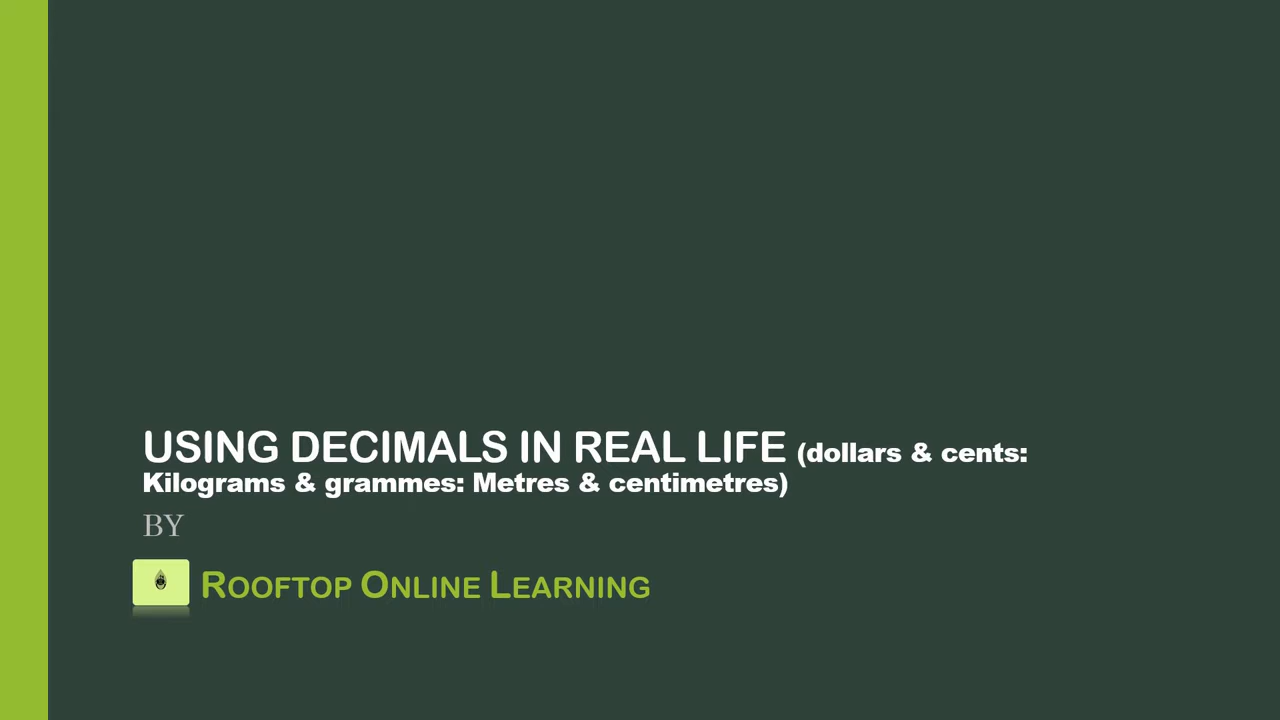 USING DECIMALS IN REAL LIFE (dollars & cents:
Kilograms & grammes: Metres & centimetres)
BY
ROOFTOP ONLINE LEARNING